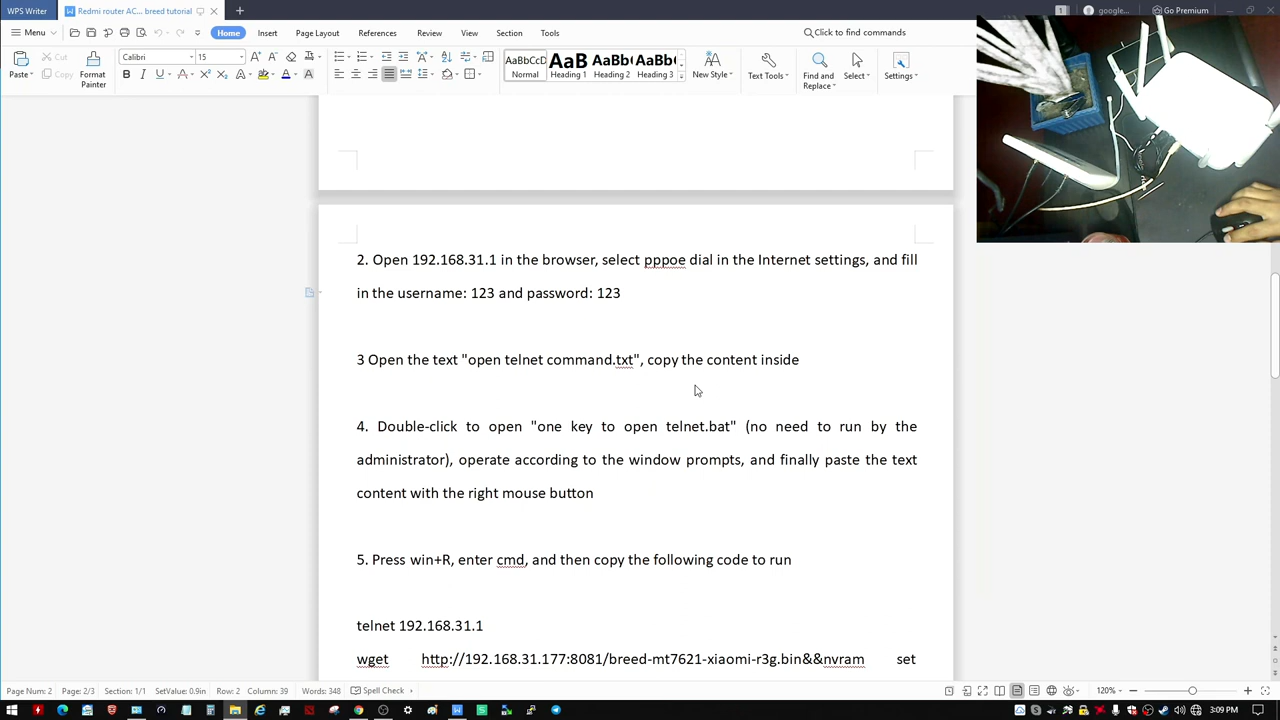 WPS Writer
Redmi router AC... breed tutorial
google...
Go Premium
Menu
Home
Insert
Page Layout
References
Review
View
Section
Tools
Click to find commands
Paste
Cut
Copy
Format Painter
Calibri
15
AaBbCcD
Normal
AaB
Heading 1
AaBb(
Heading 2
AaBb(
Heading 3
New Style
Text Tools
Find and Replace
Select
Settings
2. Open 192.168.31.1 in the browser, select pppoe dial in the Internet settings, and fill
in the username: 123 and password: 123
3 Open the text "open telnet command.txt", copy the content inside
4. Double-click to open "one key to open telnet.bat" (no need to run by the
administrator), operate according to the window prompts, and finally paste the text
content with the right mouse button
5. Press win+R, enter cmd, and then copy the following code to run
telnet 192.168.31.1
wget http://192.168.31.177:8081/breed-mt7621-xiaomi-r3g.bin&&nvram set
Page Num: 2 Page: 2/3 Section: 1/1 SetValue: 0.9in Row: 2 Column: 39 Words: 348 Spell Check
120%
3:09 PM